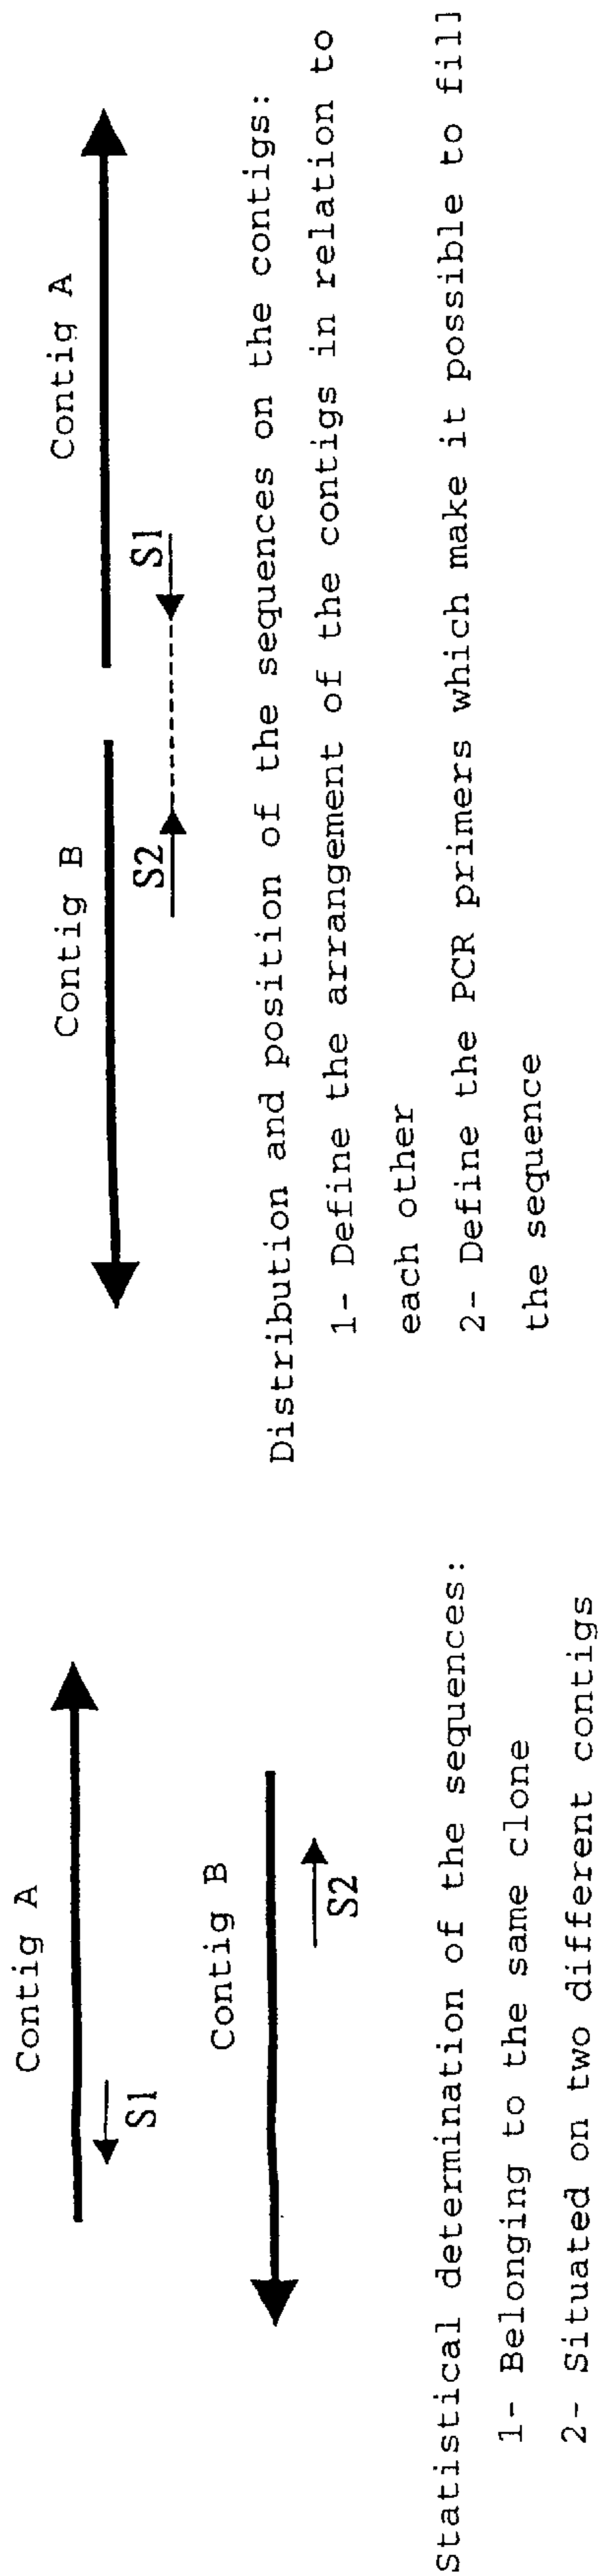 Contig A
S1
Contig B
S2
Statistical determination of the sequences:
1- Belonging to the same clone
2- Situated on two different contigs
Contig B
Contig A
S2
S1
Distribution and position of the sequences on the contigs:
1- Define the arrangement of the contigs in relation to
each other
2- Define the PCR primers which make it possible to fill
the sequence